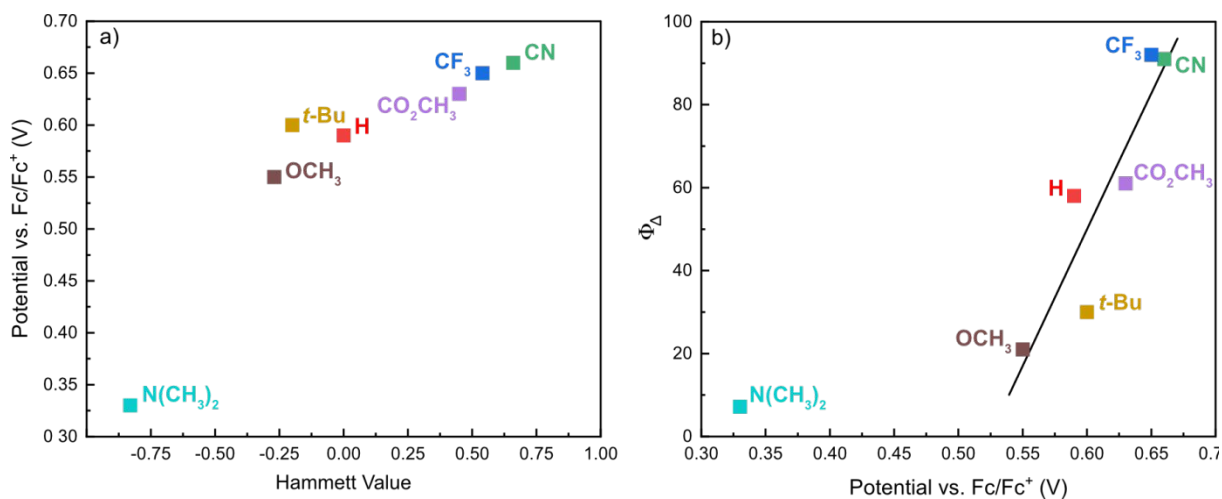 a)
0.70
0.65
0.60
0.55
0.50
0.45
0.40
0.35
0 30
Potential vs. Fc/Fc⁺ (V)
CN
CF₃
CO₂CH₃
t-Bu
H
OCH₃
N(CH₃)₂
-0.75 -0.50 -0.25 0.00 0.25 0.50 0.75 1.00
Hammett Value
b)
100
80
60
40
20
0
Φ_Δ
CF₃
CN
CO₂CH₃
H
t-Bu
OCH₃
N(CH₃)₂
0.30 0.35 0.40 0.45 0.50 0.55 0.60 0.65 0.7
Potential vs. Fc/Fc⁺ (V)